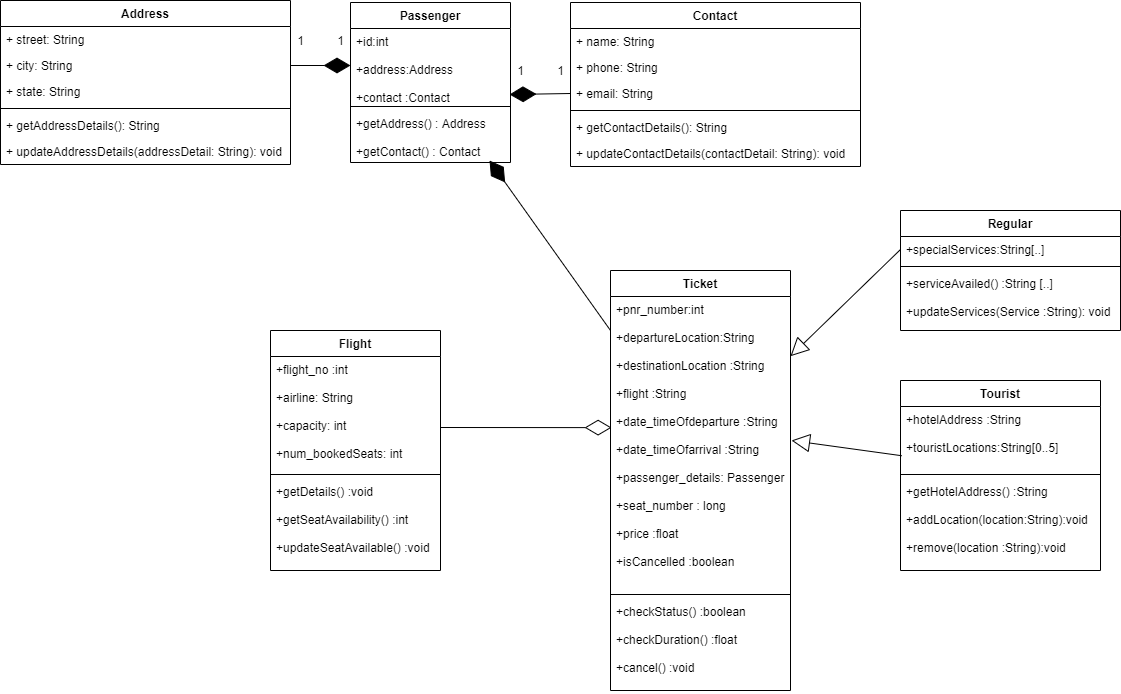 Address
+ street: String
+ city: String
+ state: String
+ getAddressDetails(): String
+ updateAddressDetails(addressDetail: String): void
1
1
Passenger
+id:int
+address:Address
+contact :Contact
+getAddress() : Address
+getContact() : Contact
1
1
Contact
+ name: String
+ phone: String
+ email: String
+ getContactDetails(): String
+ updateContactDetails(contactDetail: String): void
Regular
+specialServices:String[..]
+serviceAvailed() :String [..]
+updateServices(Service :String): void
Flight
+flight_no :int
+airline: String
+capacity: int
+num_bookedSeats: int
+getDetails() :void
+getSeatAvailability() :int
+updateSeatAvailable() :void
Ticket
+pnr_number:int
+departureLocation:String
+destinationLocation :String
+flight :String
+date_timeOfdeparture :String
+date_timeOfarrival :String
+passenger_details: Passenger
+seat_number : long
+price :float
+isCancelled :boolean
+checkStatus() :boolean
+checkDuration() :float
+cancel() :void
Tourist
+hotelAddress :String
+touristLocations:String[0..5]
+getHotelAddress() :String
+addLocation(location:String):void
+remove(location :String):void